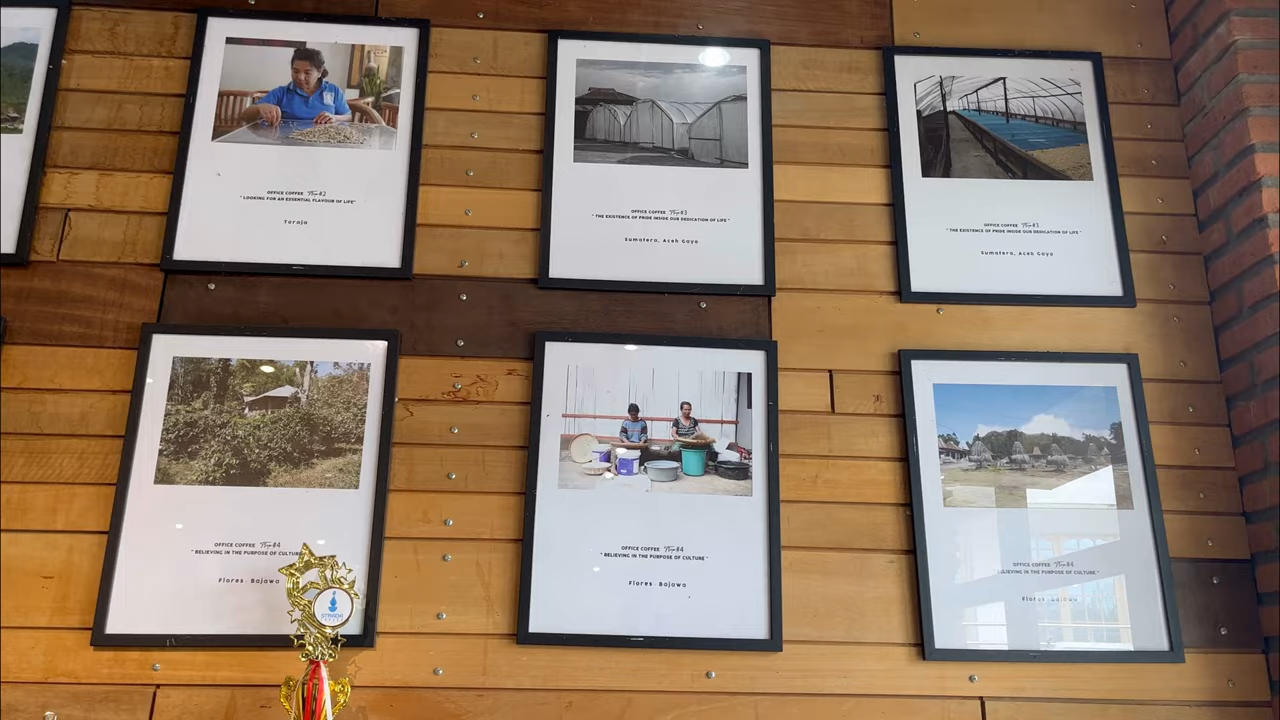 OFFICE COFFEE Trip#2
" LOOKING FOR AN ESSENTIAL FLAVOUR OF LIFE"
Toraja
OFFICE COFFEE Trip#3
" THE EXISTENCE OF PRIDE INSIDE OUR DEDICATION OF LIFE "
Sumatera, Aceh Gayo
OFFICE COFFEE Trip#3
" THE EXISTENCE OF PRIDE INSIDE OUR DEDICATION OF LIFE "
Sumatera, Aceh Gayo
OFFICE COFFEE Trip#4
" BELIEVING IN THE PURPOSE OF CULTURE
Flores - Bajawa
OFFICE COFFEE Trip#4
" BELIEVING IN THE PURPOSE OF CULTURE "
Flores - Bajawa
OFFICE COFFEE Trip#4
" BELIEVING IN THE PURPOSE OF CULTURE "
Flores - Bajawa